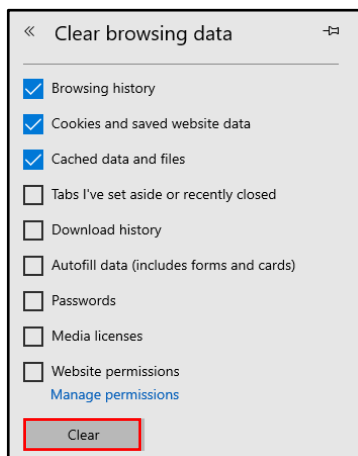 « Clear browsing data
Browsing history
Cookies and saved website data
Cached data and files
Tabs I've set aside or recently closed
Download history
Autofill data (includes forms and cards)
Passwords
Media licenses
Website permissions
Manage permissions
Clear